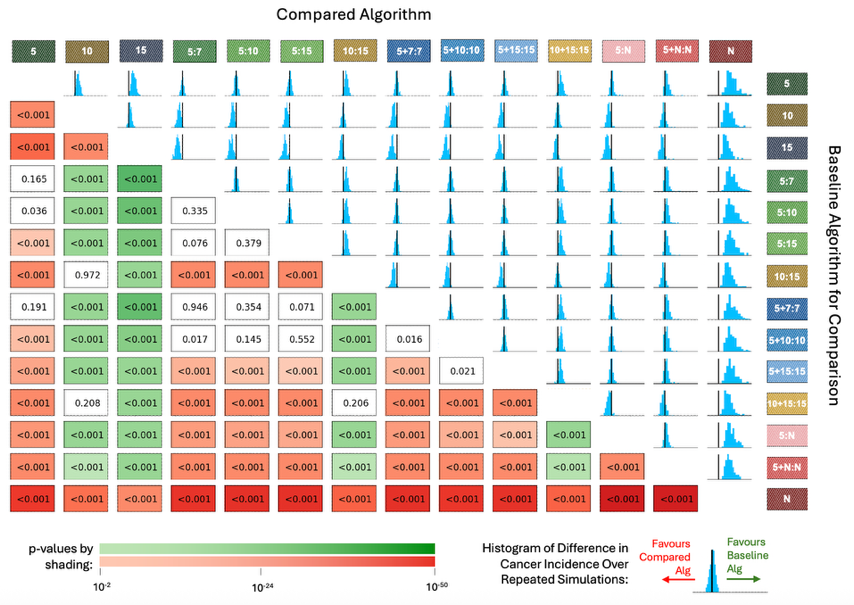 Compared Algorithm
5 10 15 5:7 5:10 5:15 10:15 5+7:7 5+10:10 5+15:15 10+15:15 5:N 5+N:N N
5
<0.001 10
<0.001 <0.001 15
0.165 <0.001 <0.001 5:7
0.036 <0.001 <0.001 0.335 5:10
<0.001 <0.001 <0.001 0.076 0.379 5:15
<0.001 0.972 <0.001 <0.001 <0.001 <0.001 10:15
0.191 <0.001 <0.001 0.946 0.354 0.071 <0.001 5+7:7
<0.001 <0.001 <0.001 0.017 0.145 0.552 <0.001 0.016 5+10:10
<0.001 <0.001 <0.001 <0.001 <0.001 <0.001 <0.001 <0.001 0.021 5+15:15
<0.001 0.208 <0.001 <0.001 <0.001 <0.001 0.206 <0.001 <0.001 <0.001 10+15:15
<0.001 <0.001 <0.001 <0.001 <0.001 <0.001 <0.001 <0.001 <0.001 <0.001 <0.001 5:N
<0.001 <0.001 <0.001 <0.001 <0.001 <0.001 <0.001 <0.001 <0.001 <0.001 <0.001 <0.001 5+N:N
<0.001 <0.001 <0.001 <0.001 <0.001 <0.001 <0.001 <0.001 <0.001 <0.001 <0.001 <0.001 <0.001 N
Baseline Algorithm for Comparison
p-values by
shading:
10⁻² 10⁻²⁴ 10⁻⁵⁰
Histogram of Difference in
Cancer Incidence Over
Repeated Simulations:
Favours
Compared
Alg
Favours
Baseline
Alg